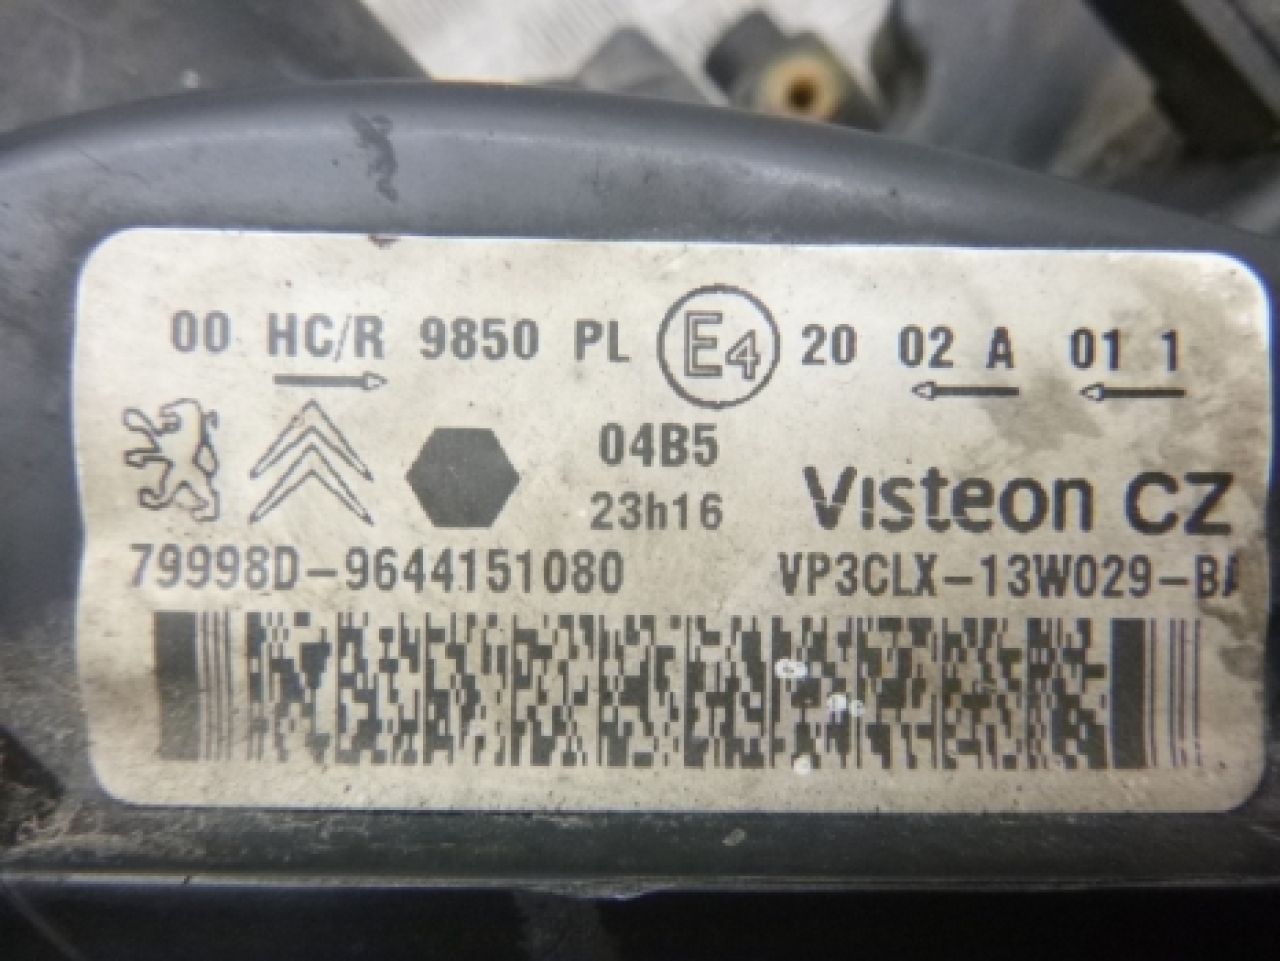 00 HC/R 9850 PL E4 20 02 A 01 1
04B5
23h16
Visteon CZ
79998D-9644151080 VP3CLX-13W029-BA